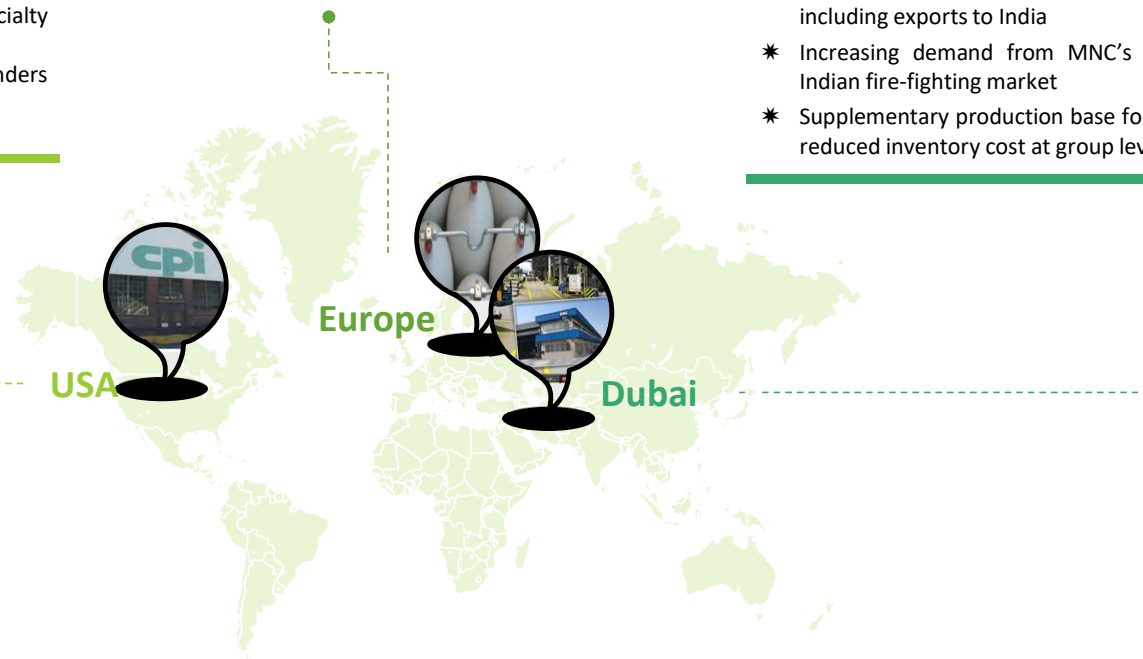 cialty
nders
including exports to India
Increasing demand from MNC's
Indian fire-fighting market
Supplementary production base fo
reduced inventory cost at group lev
cpi
Europe
USA
Dubai